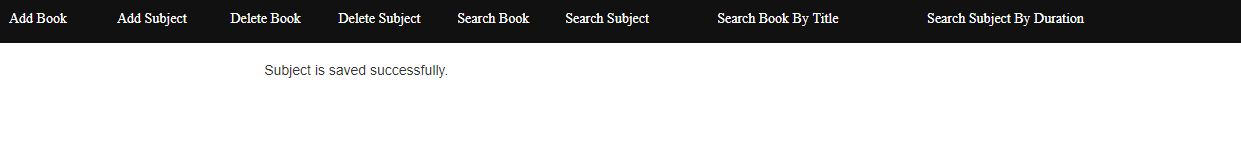 Add Book Add Subject Delete Book Delete Subject Search Book Search Subject Search Book By Title Search Subject By Duration
Subject is saved successfully.